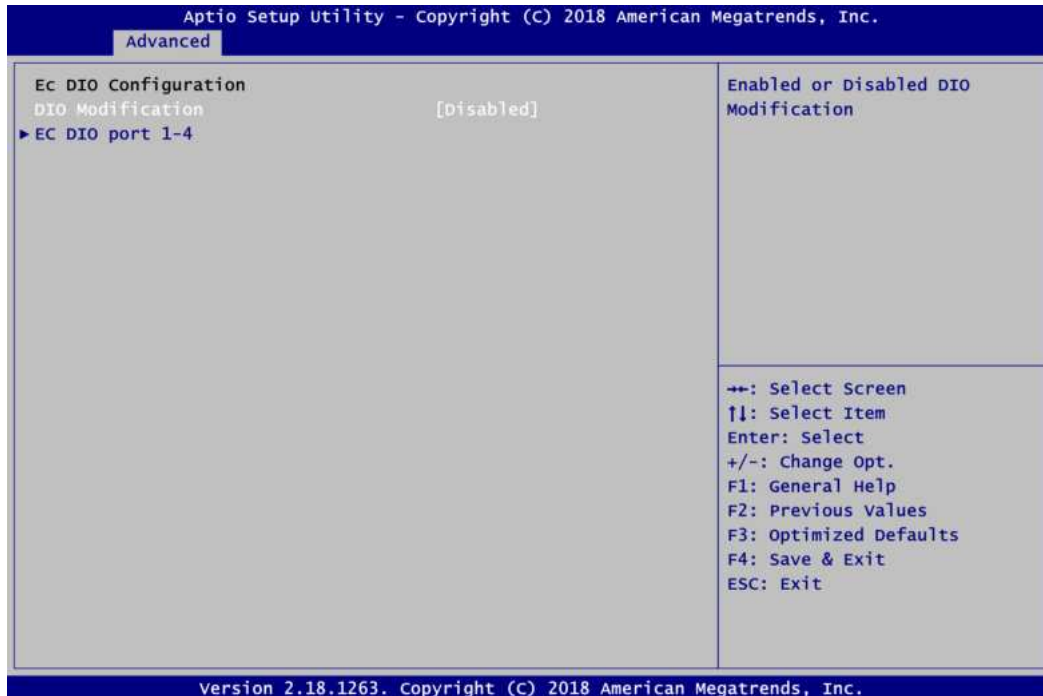 Aptio Setup Utility - Copyright (C) 2018 American Megatrends, Inc.
Advanced
Ec DIO Configuration
DIO Modification [Disabled]
►EC DIO port 1-4
Enabled or Disabled DIO
Modification
→←: Select Screen
↑↓: Select Item
Enter: Select
+/-: Change Opt.
F1: General Help
F2: Previous Values
F3: Optimized Defaults
F4: Save & Exit
ESC: Exit
Version 2.18.1263. Copyright (C) 2018 American Megatrends, Inc.